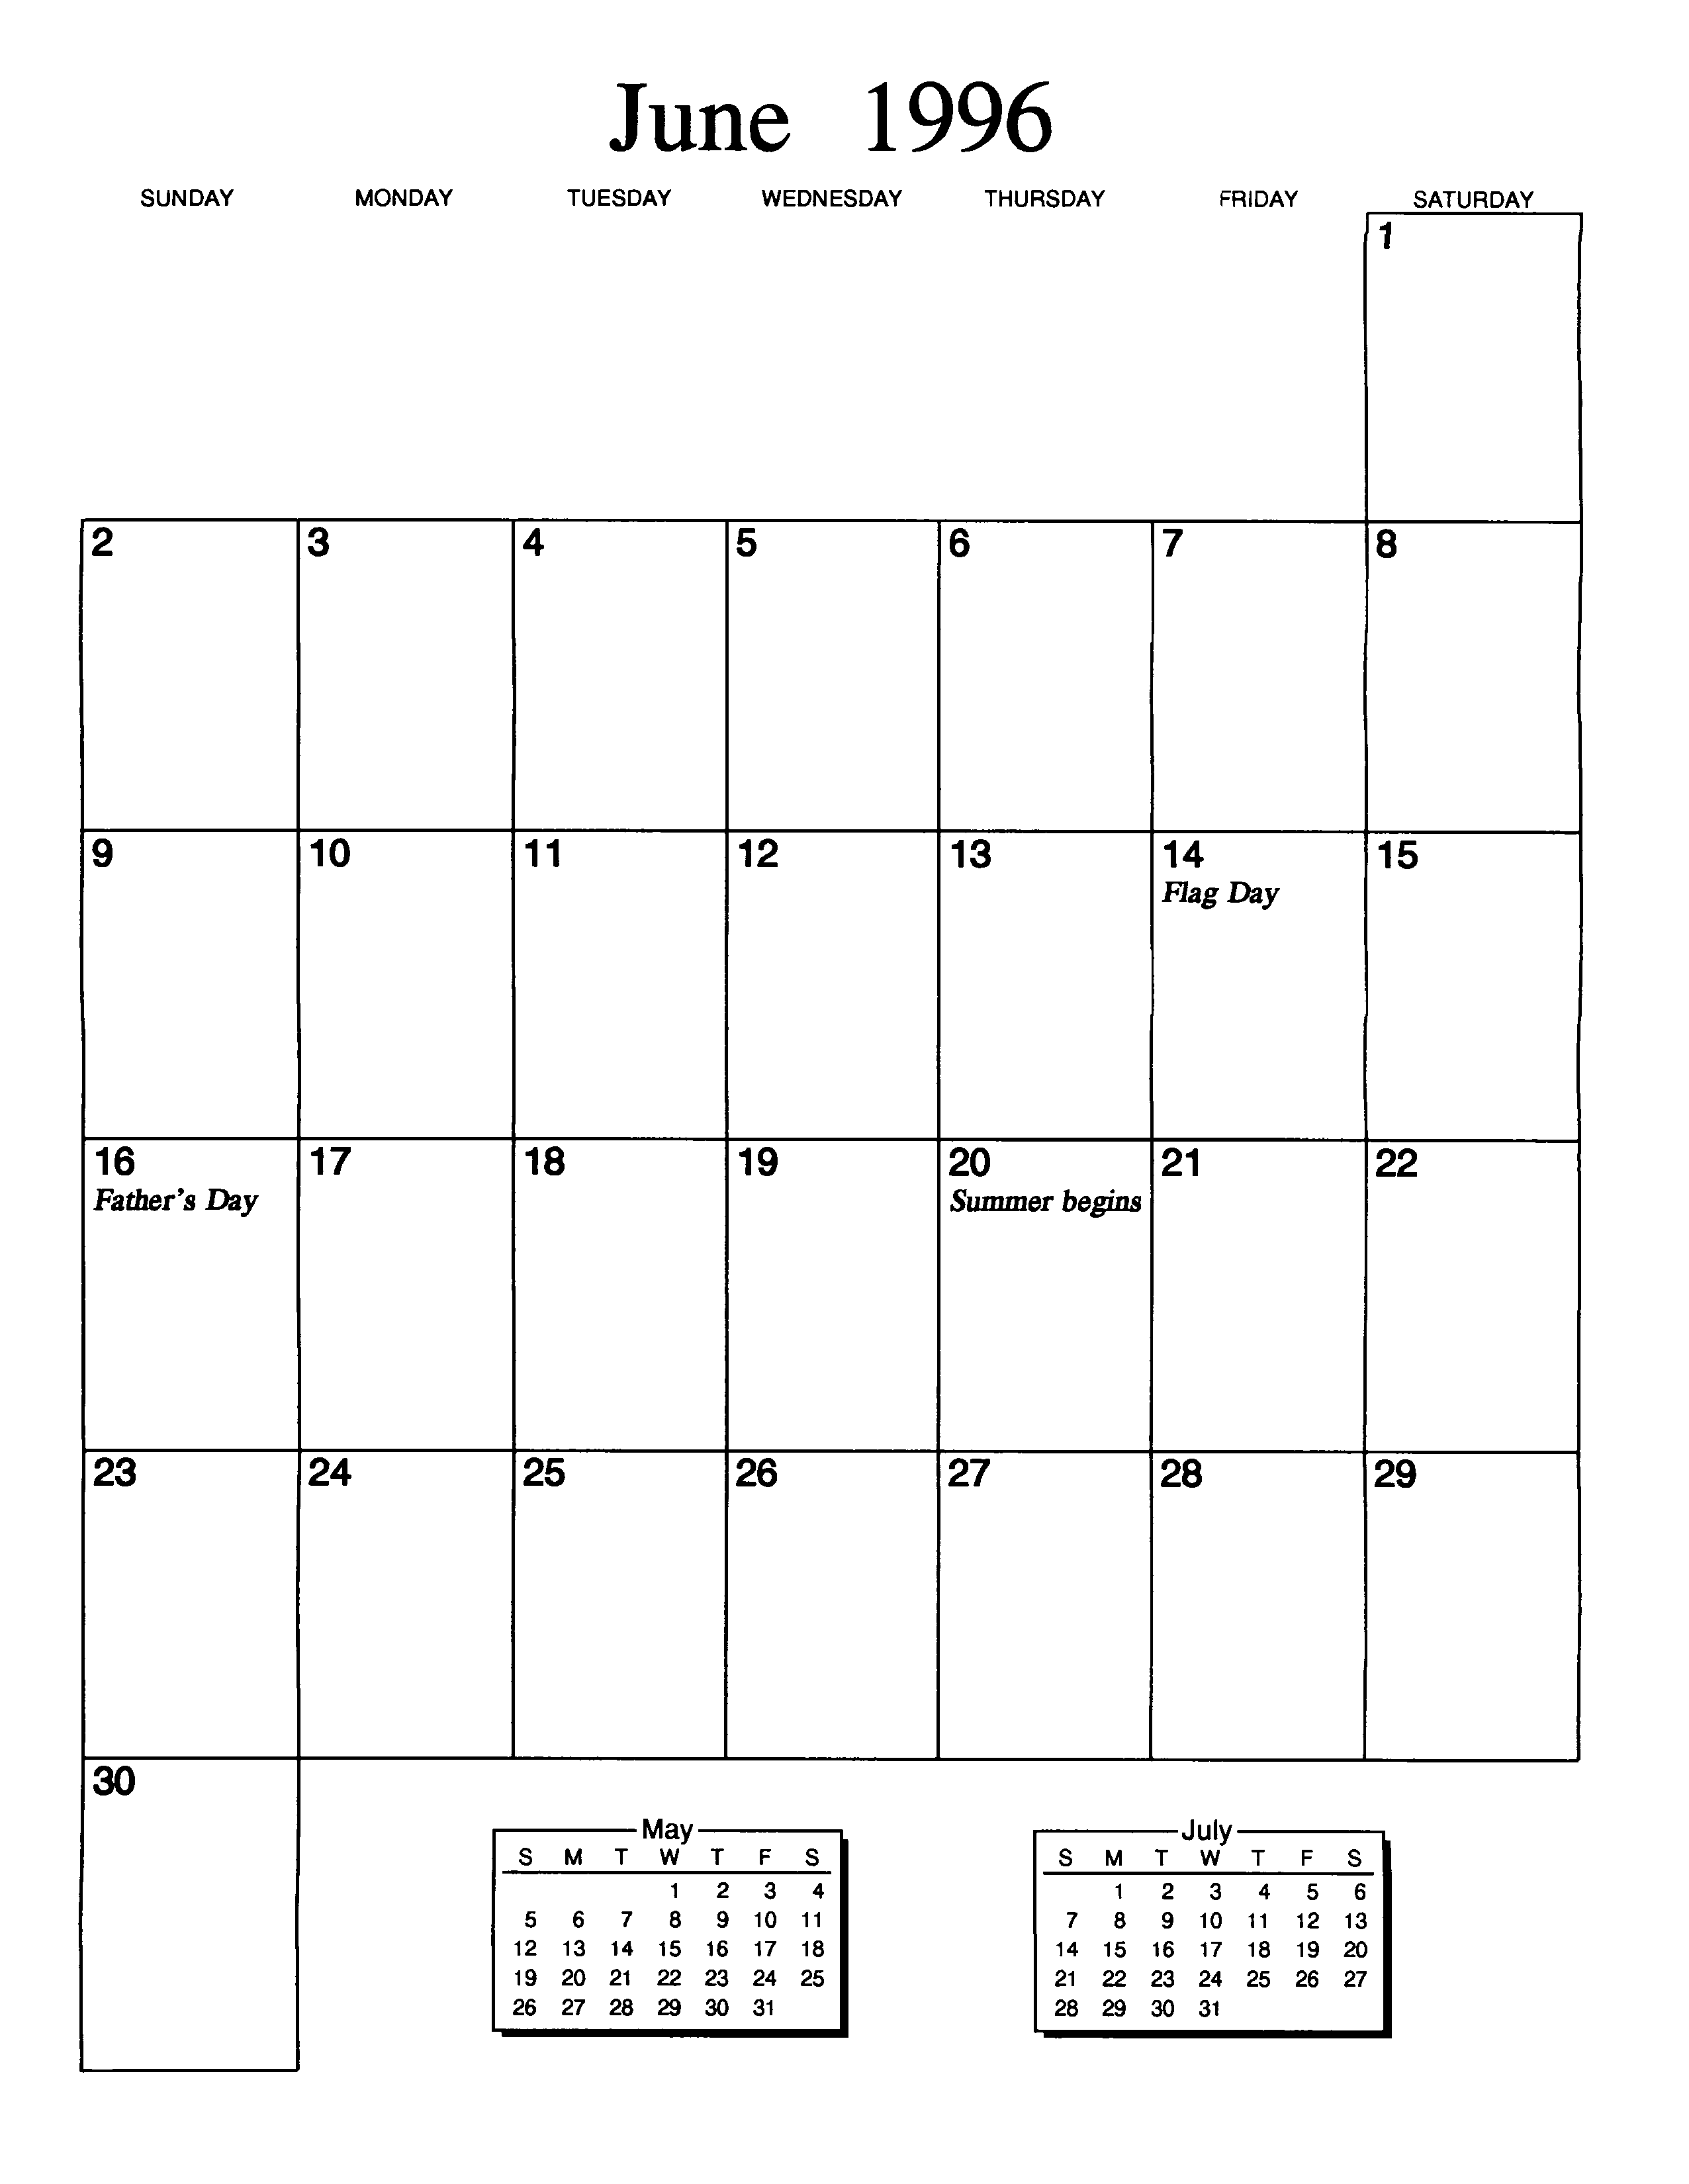 June 1996
SUNDAY MONDAY TUESDAY WEDNESDAY THURSDAY FRIDAY SATURDAY
1
2 3 4 5 6 7 8
9 10 11 12 13 14 15
Flag Day
16 17 18 19 20 21 22
Father's Day Summer begins
23 24 25 26 27 28 29
30
May
S M T W T F S
1 2 3 4
5 6 7 8 9 10 11
12 13 14 15 16 17 18
19 20 21 22 23 24 25
26 27 28 29 30 31
July
S M T W T F S
1 2 3 4 5 6
7 8 9 10 11 12 13
14 15 16 17 18 19 20
21 22 23 24 25 26 27
28 29 30 31